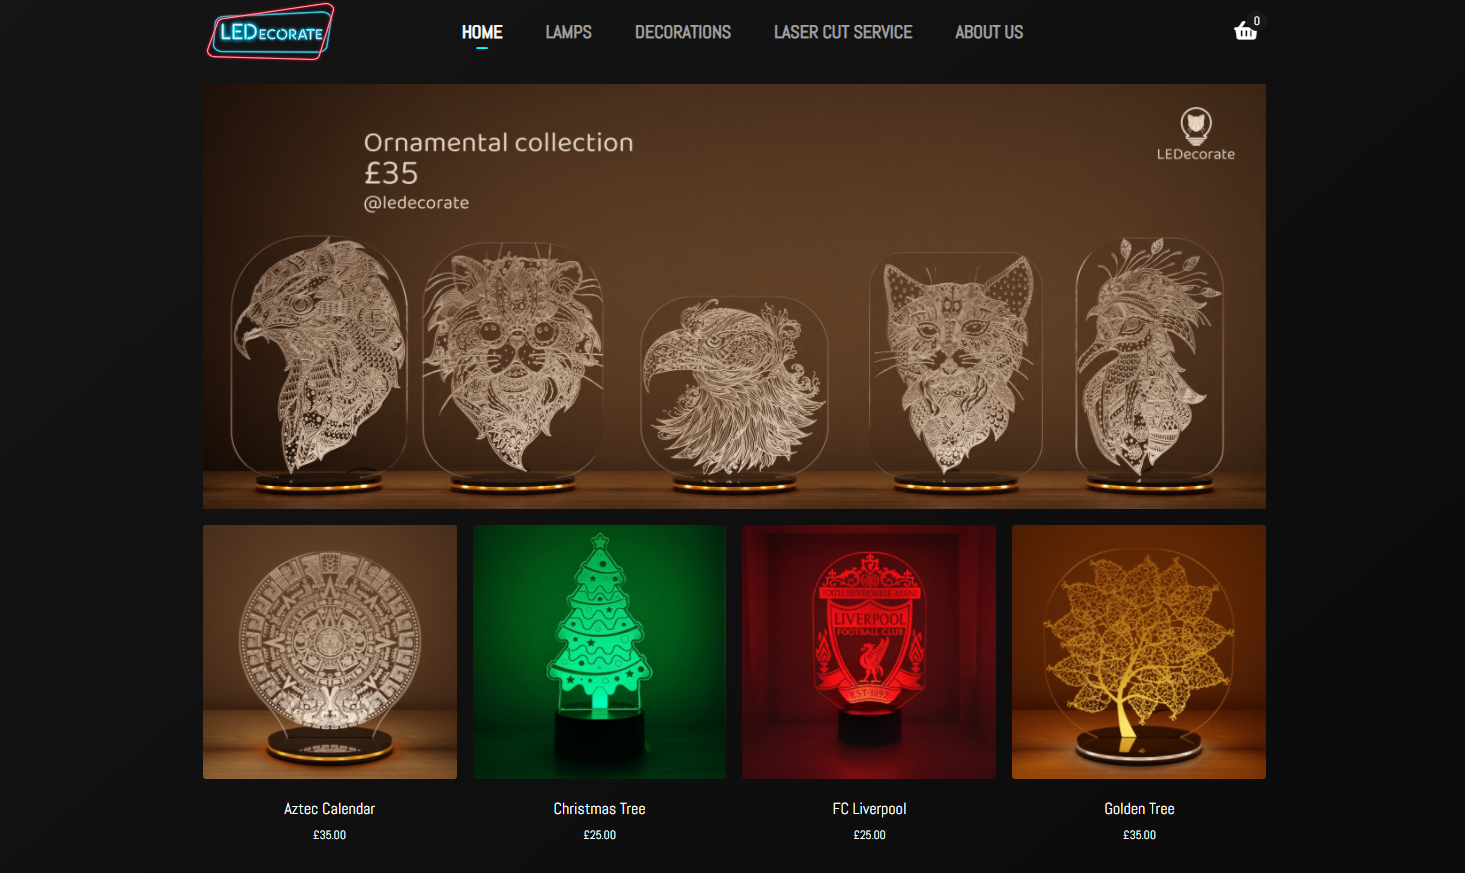 LEDECORATE
HOME
LAMPS
DECORATIONS
LASER CUT SERVICE
ABOUT US
0
Ornamental collection
£35
@ledecorate
LEDecorate
YOU'LL NEVER WALK ALONE
LIVERPOOL
FOOTBALL CLUB
EST·1892
Aztec Calendar
Christmas Tree
FC Liverpool
Golden Tree
£35.00
£25.00
£25.00
£35.00